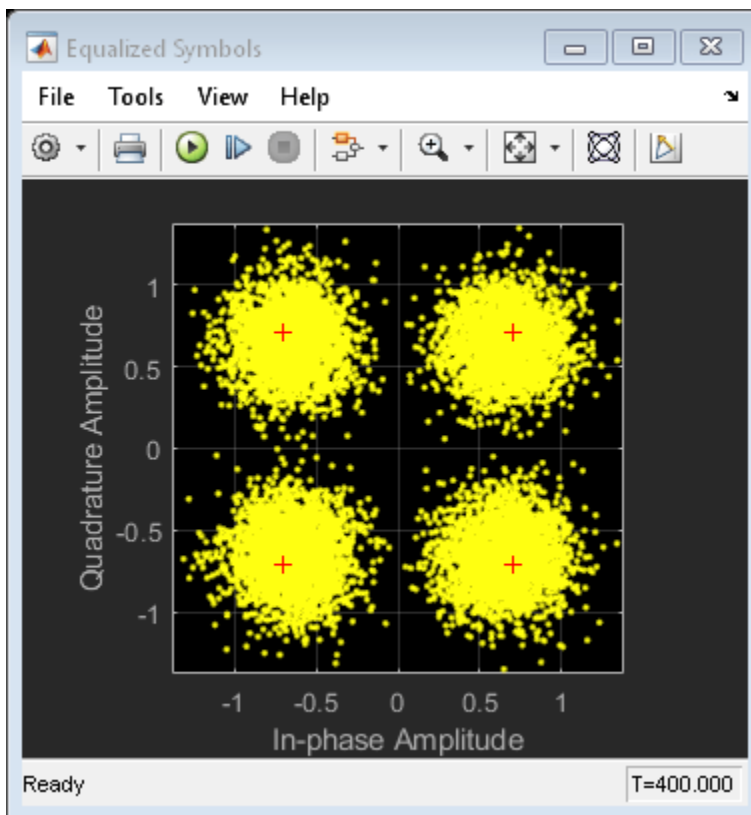 Equalized Symbols
File Tools View Help
1
0.5
0
-0.5
-1
Quadrature Amplitude
-1 -0.5 0 0.5 1
In-phase Amplitude
Ready T=400.000